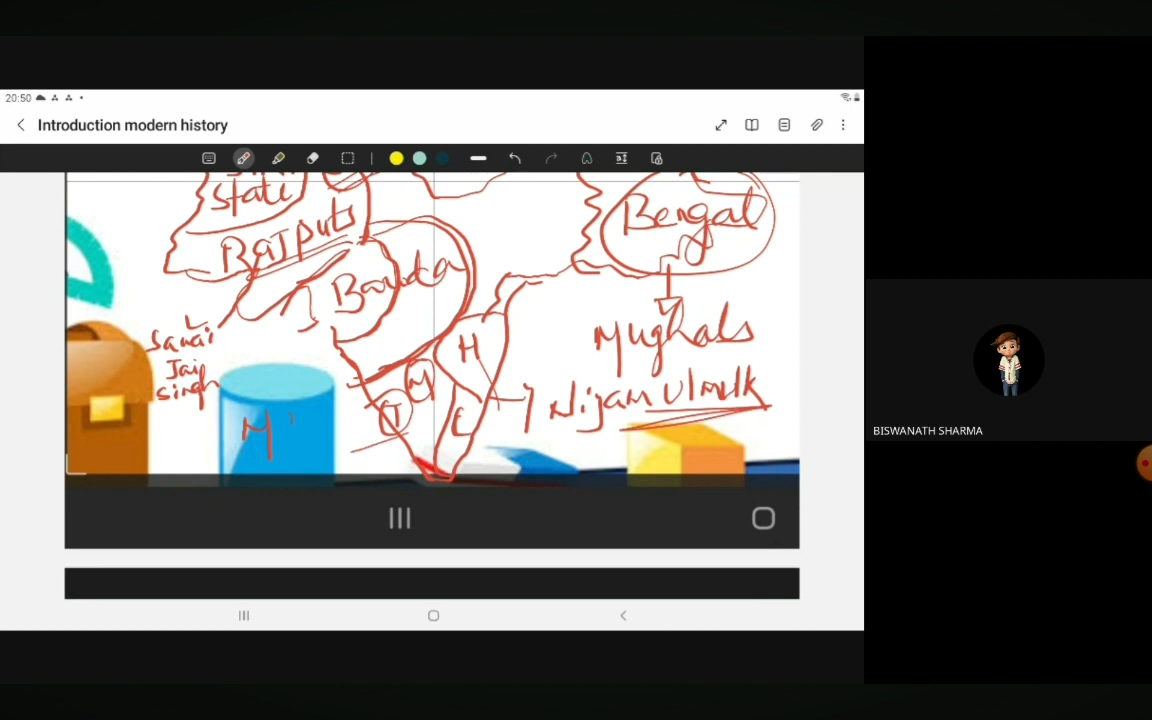 20:50
Introduction modern history
stati
Rajputs
Bengal
Sawai
Jai
Singh
H
Mughals
M
T
E
Nijam Ulmulk
M
BISWANATH SHARMA